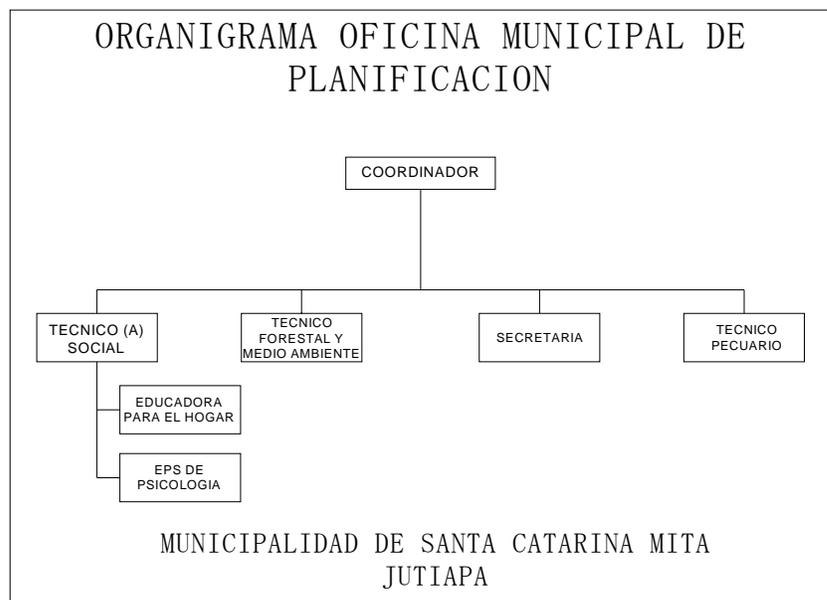 ORGANIGRAMA OFICINA MUNICIPAL DE
PLANIFICACION
COORDINADOR
TECNICO (A)
SOCIAL
TECNICO
FORESTAL Y
MEDIO AMBIENTE
SECRETARIA
TECNICO
PECUARIO
EDUCADORA
PARA EL HOGAR
EPS DE
PSICOLOGIA
MUNICIPALIDAD DE SANTA CATARINA MITA
JUTIAPA